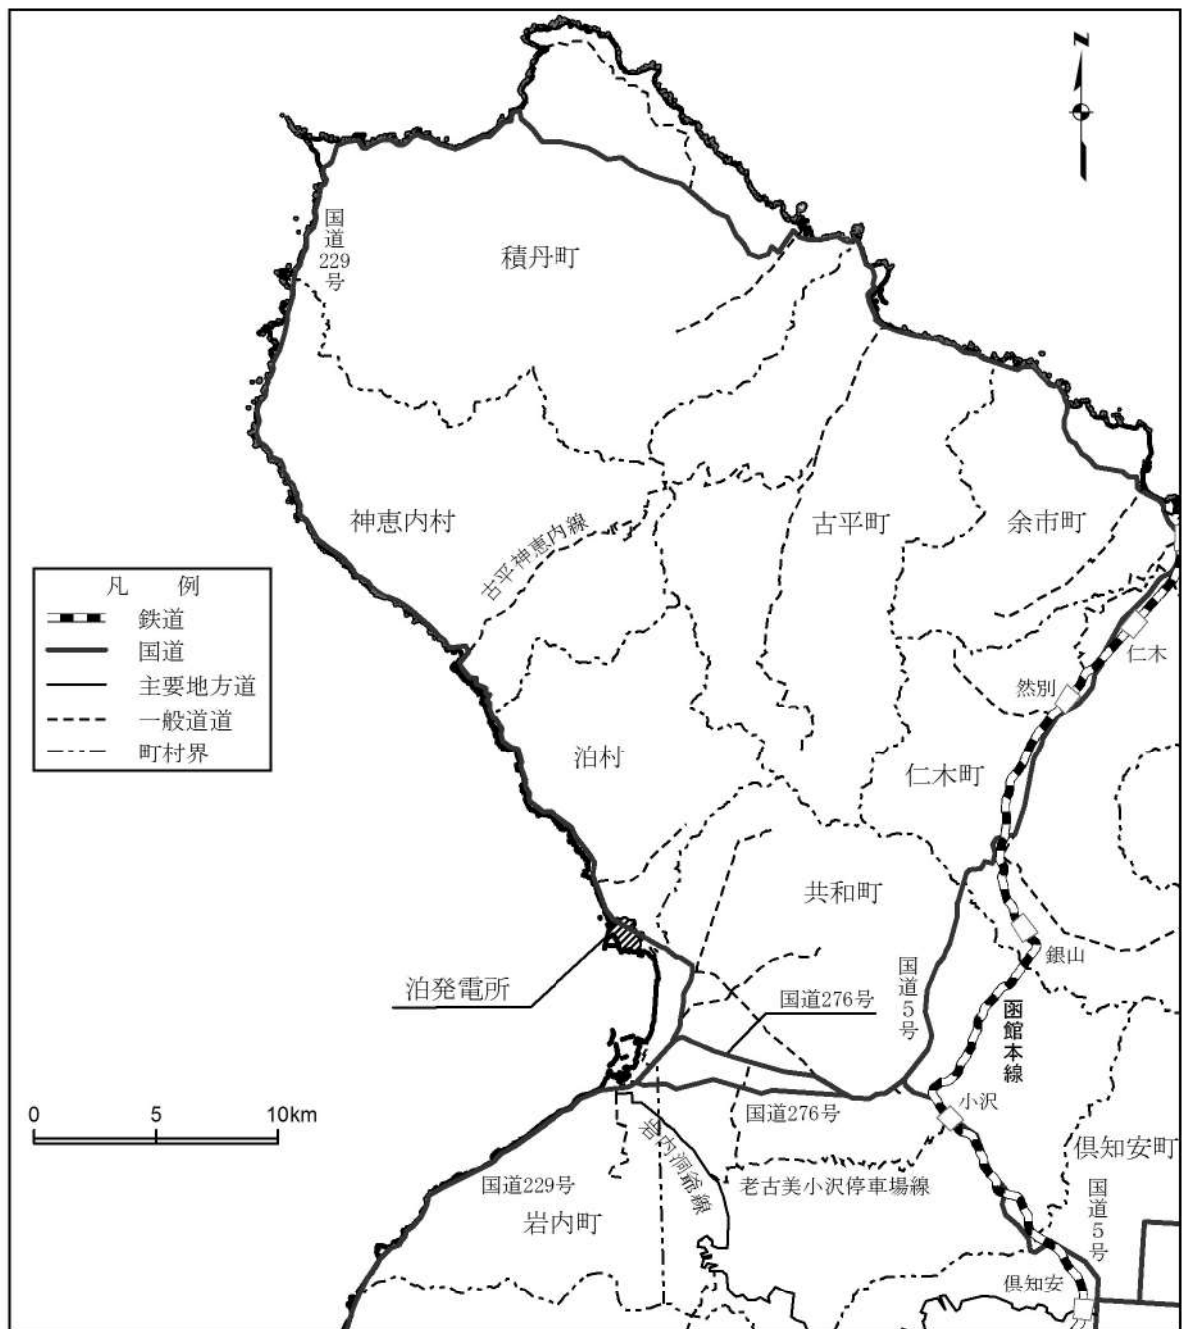 N
国道229号
積丹町
神恵内村
古平神恵内線
古平町
余市町
凡　例
鉄道
国道
主要地方道
一般道道
町村界
仁木
然別
泊村
仁木町
共和町
泊発電所
国道276号
国道5号
銀山
函館本線
0 5 10km
小沢
国道276号
岩内洞爺線
倶知安町
国道229号
老古美小沢停車場線
国道5号
岩内町
倶知安